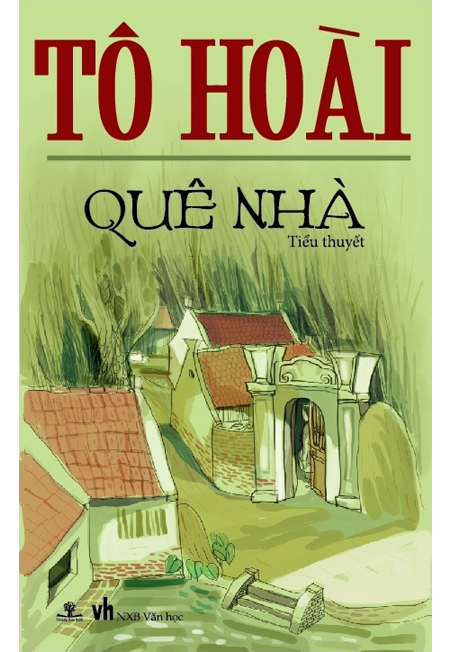 TÔ HOÀI
QUÊ NHÀ
Tiểu thuyết
vh NXB Văn học